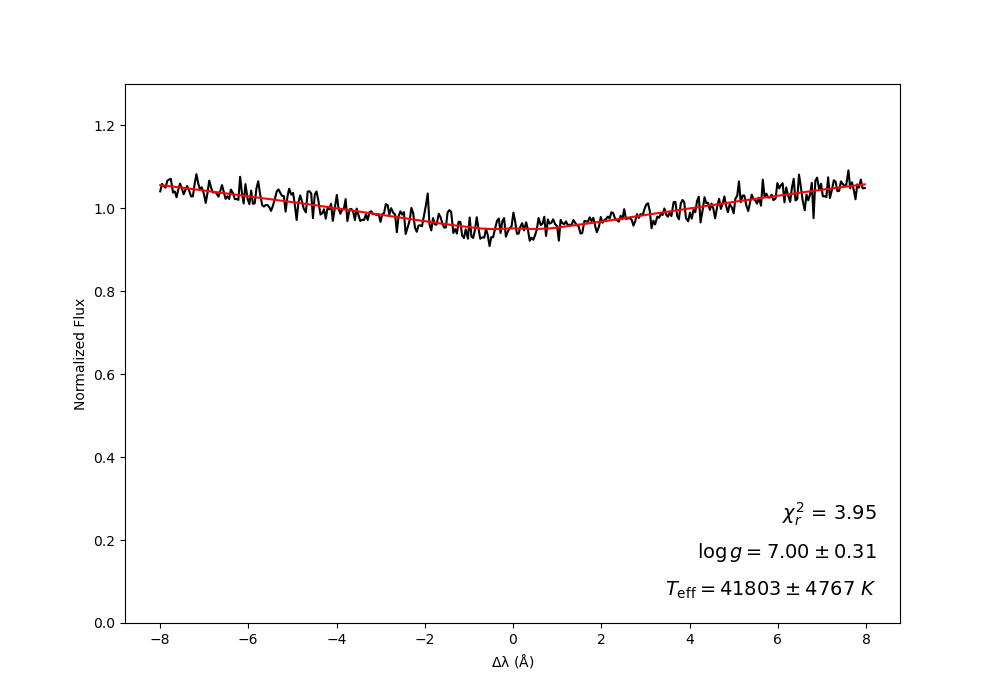 1.2
1.0
0.8
0.6
0.4
0.2
0.0
Normalized Flux
χ²ᵣ = 3.95
log g = 7.00 ± 0.31
T_eff = 41803 ± 4767 K
−8 −6 −4 −2 0 2 4 6 8
Δλ (Å)